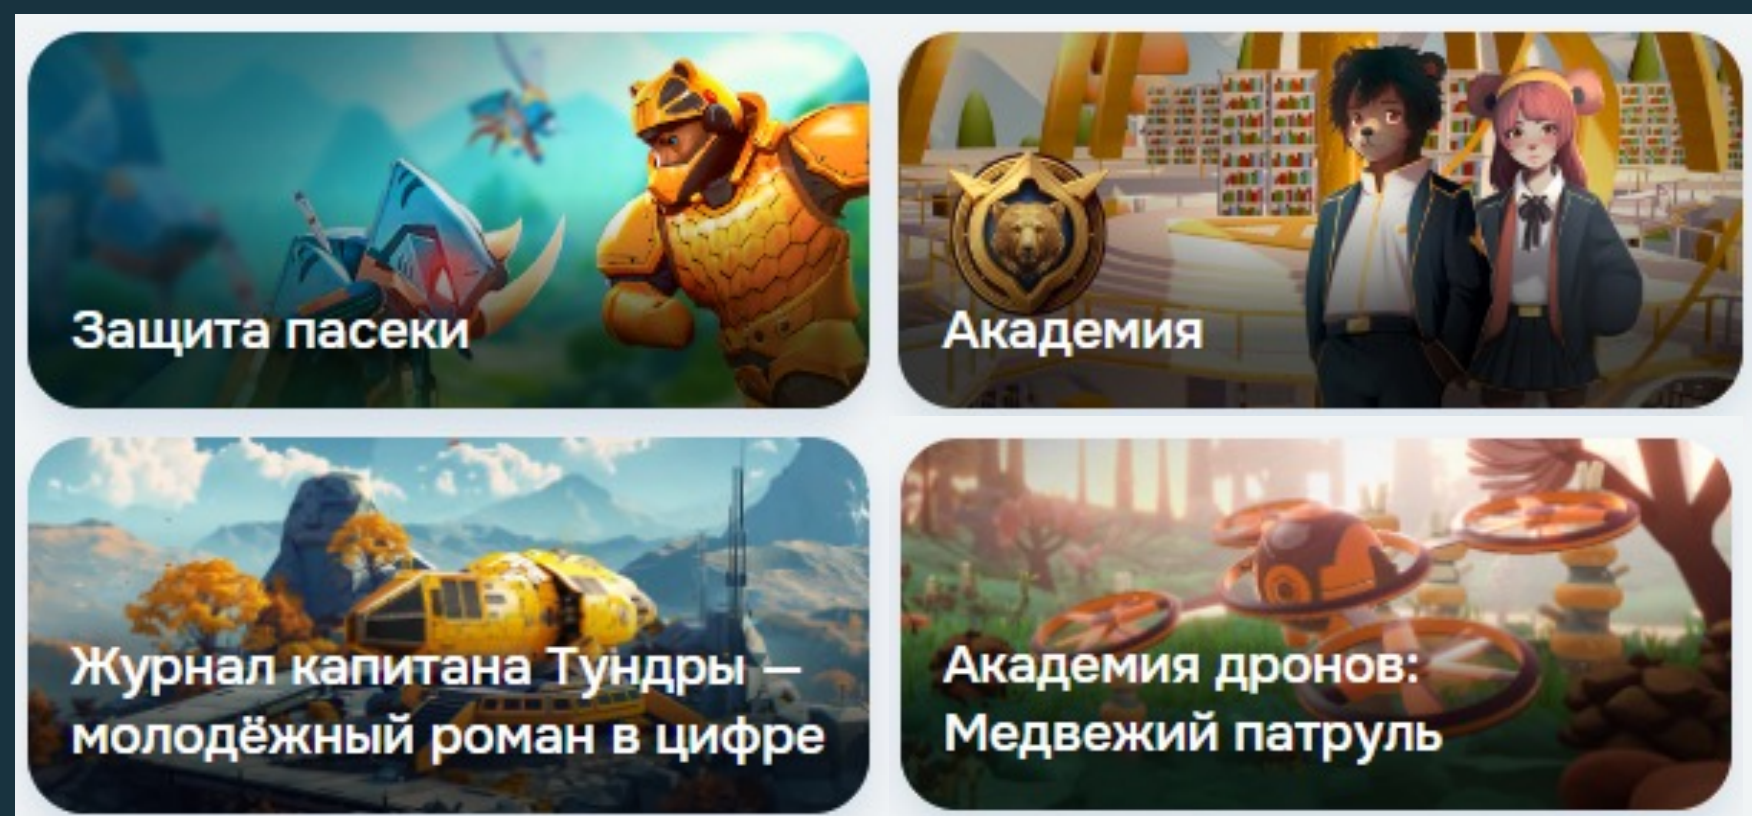 Защита пасеки
Академия
Журнал капитана Тундры —
молодёжный роман в цифре
Академия дронов:
Медвежий патруль